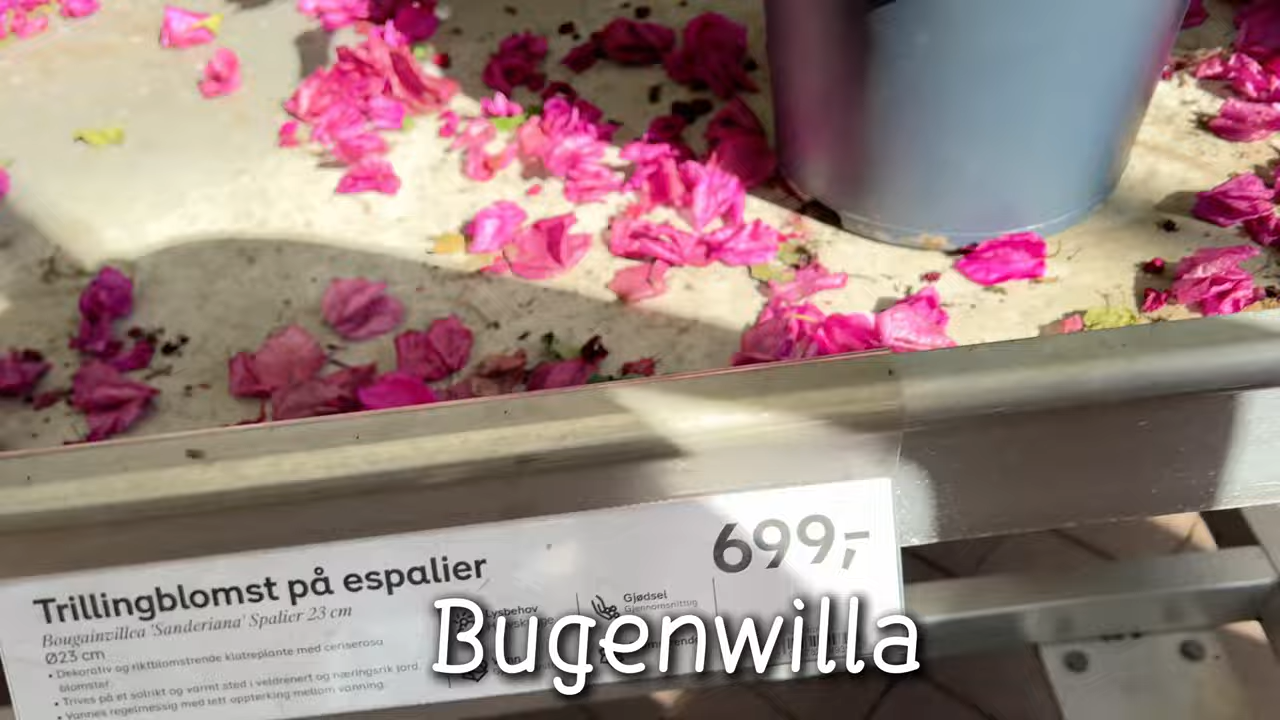 Trillingblomst på espalier
699,-
Bougainvillea 'Sanderiana' Spalier 23 cm
Ø23 cm
• Dekorativ og riktblomstrende klatreplante med ceriserosa
blomster.
• Trives på et solrikt og varmt sted i veldrenert og næringsrik jord.
• Vannes regelmessig med lett opptørking mellom vanning.
Lysbehov
Gjødsel
Gjennomsnittlig
Bugenwilla